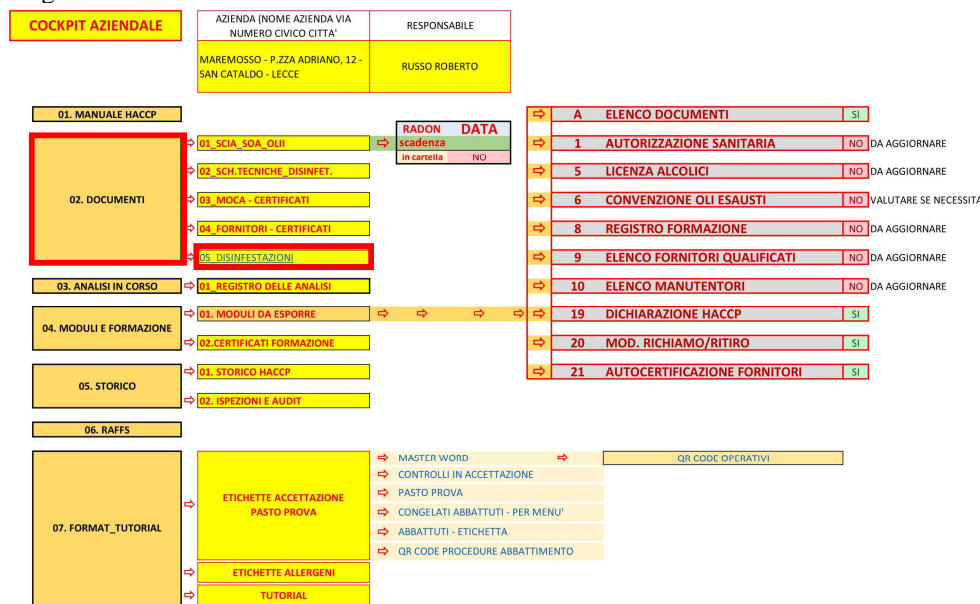 COCKPIT AZIENDALE
AZIENDA (NOME AZIENDA VIA
NUMERO CIVICO CITTA'
RESPONSABILE
MAREMOSSO - P.ZZA ADRIANO, 12 -
SAN CATALDO - LECCE
RUSSO ROBERTO
01. MANUALE HACCP
02. DOCUMENTI
01_SCIA_SOA_OLII
02_SCH.TECNICHE_DISINFET.
03_MOCA - CERTIFICATI
04_FORNITORI - CERTIFICATI
05_DISINFESTAZIONI
RADON DATA
scadenza
in cartella NO
A ELENCO DOCUMENTI SI
1 AUTORIZZAZIONE SANITARIA NO DA AGGIORNARE
5 LICENZA ALCOLICI NO DA AGGIORNARE
6 CONVENZIONE OLI ESAUSTI NO VALUTARE SE NECESSITA
8 REGISTRO FORMAZIONE NO DA AGGIORNARE
9 ELENCO FORNITORI QUALIFICATI NO DA AGGIORNARE
10 ELENCO MANUTENTORI NO DA AGGIORNARE
19 DICHIARAZIONE HACCP SI
20 MOD. RICHIAMO/RITIRO SI
21 AUTOCERTIFICAZIONE FORNITORI SI
03. ANALISI IN CORSO
01_REGISTRO DELLE ANALISI
04. MODULI E FORMAZIONE
01. MODULI DA ESPORRE
02.CERTIFICATI FORMAZIONE
05. STORICO
01. STORICO HACCP
02. ISPEZIONI E AUDIT
06. RAFFS
07. FORMAT_TUTORIAL
ETICHETTE ACCETTAZIONE
PASTO PROVA
MASTER WORD
QR CODE OPERATIVI
CONTROLLI IN ACCETTAZIONE
PASTO PROVA
CONGELATI ABBATTUTI - PER MENU'
ABBATTUTI - ETICHETTA
QR CODE PROCEDURE ABBATTIMENTO
ETICHETTE ALLERGENI
TUTORIAL